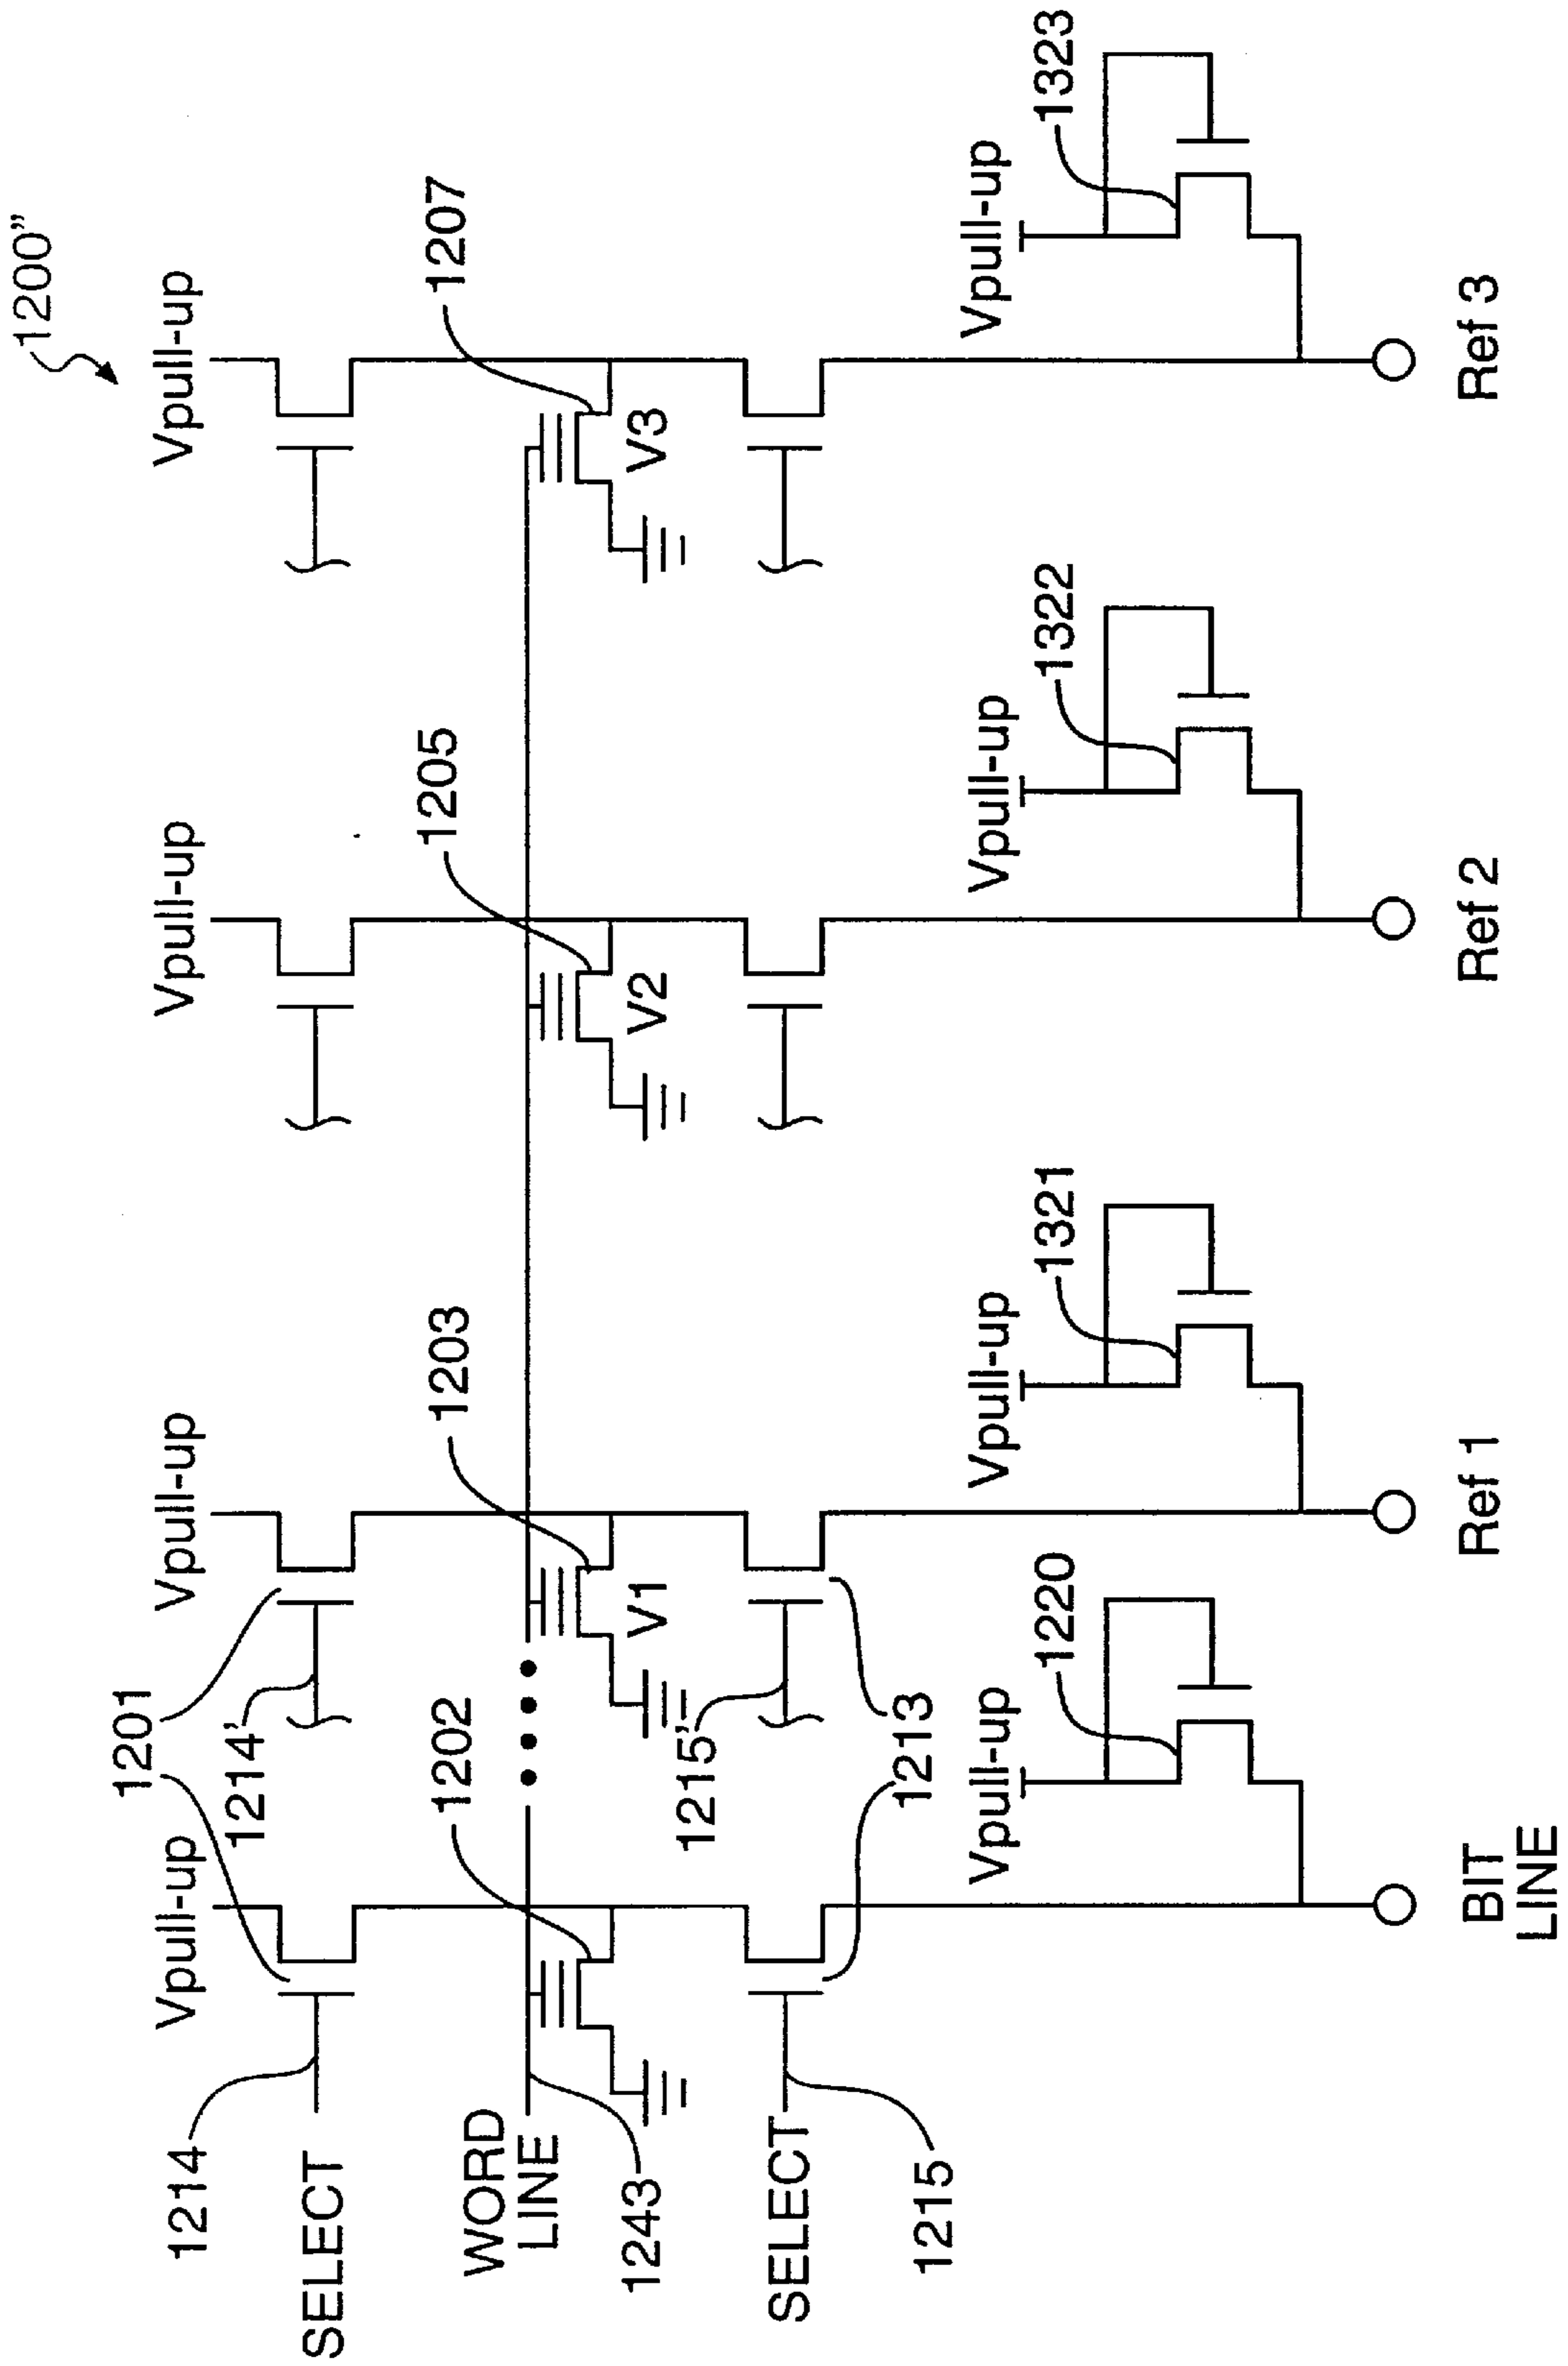 1200”
Vpull-up
Vpull-up
Vpull-up
Vpull-up
1201
1214
1214'
SELECT
WORD
LINE
1243
1202
1203
1205
1207
V1
V2
V3
SELECT
1215
1215'
1213
Vpull-up
1220
Vpull-up
1321
Vpull-up
1322
Vpull-up
1323
BIT
LINE
Ref 1
Ref 2
Ref 3